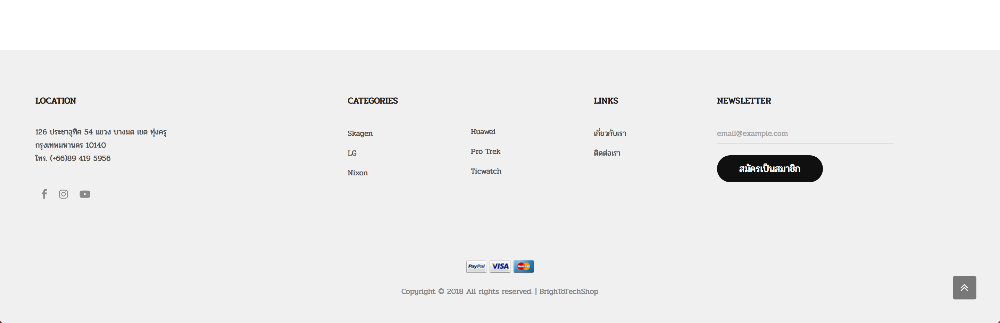 LOCATION
126 ประชาอุทิศ 54 แขวง บางมด เขต ทุ่งครุ
กรุงเทพมหานคร 10140
โทร. (+66)89 419 5956
CATEGORIES
Skagen
LG
Nixon
Huawei
Pro Trek
Ticwatch
LINKS
เกี่ยวกับเรา
ติดต่อเรา
NEWSLETTER
email@example.com
สมัครเป็นสมาชิก
PayPal VISA MasterCard
Copyright © 2018 All rights reserved. | BrighToTechShop